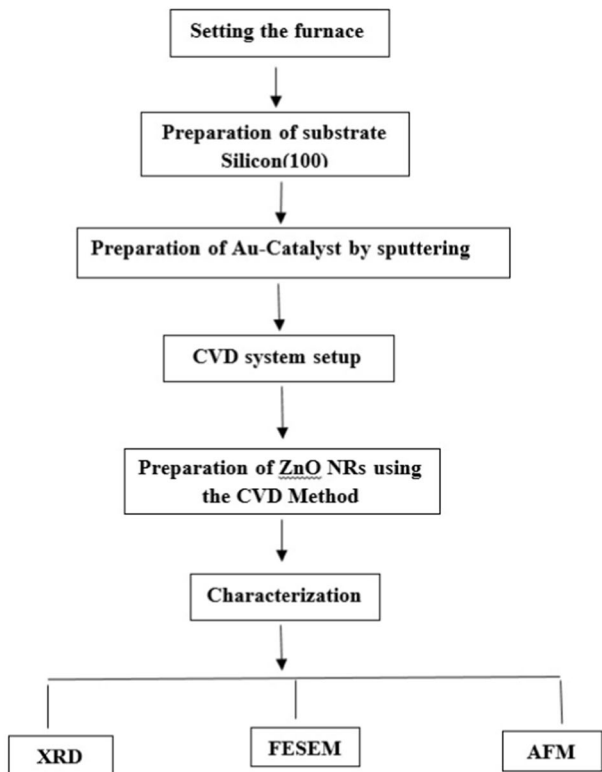 Setting the furnace
Preparation of substrate
Silicon(100)
Preparation of Au-Catalyst by sputtering
CVD system setup
Preparation of ZnO NRs using
the CVD Method
Characterization
XRD
FESEM
AFM